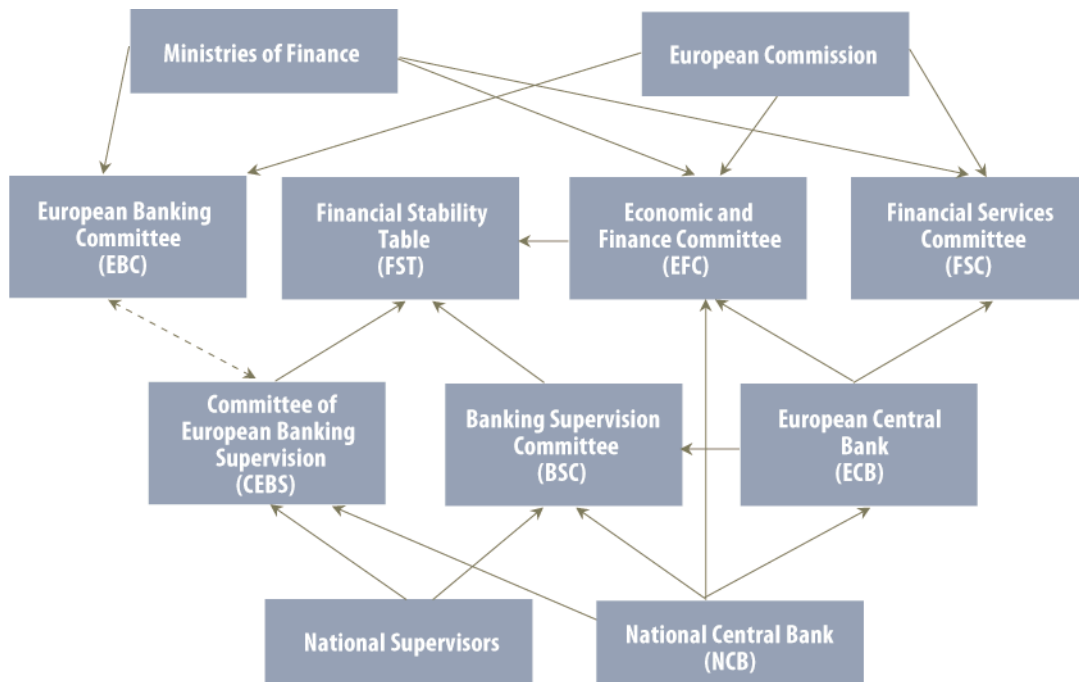 Ministries of Finance
European Commission
European Banking
Committee
(EBC)
Financial Stability
Table
(FST)
Economic and
Finance Committee
(EFC)
Financial Services
Committee
(FSC)
Committee of
European Banking
Supervision
(CEBS)
Banking Supervision
Committee
(BSC)
European Central
Bank
(ECB)
National Supervisors
National Central Bank
(NCB)